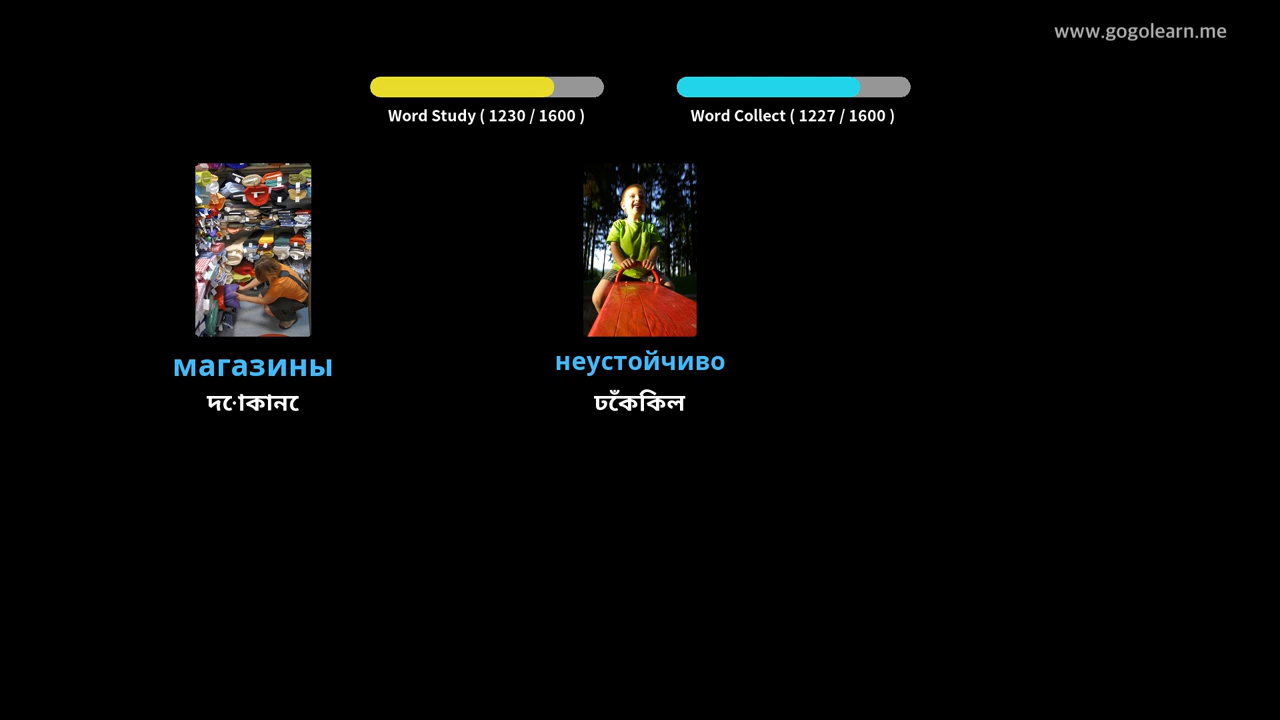 www.gogolearn.me
Word Study ( 1230 / 1600 )
Word Collect ( 1227 / 1600 )
магазины
неустойчиво
দোকানে
ঢেঁকিকল